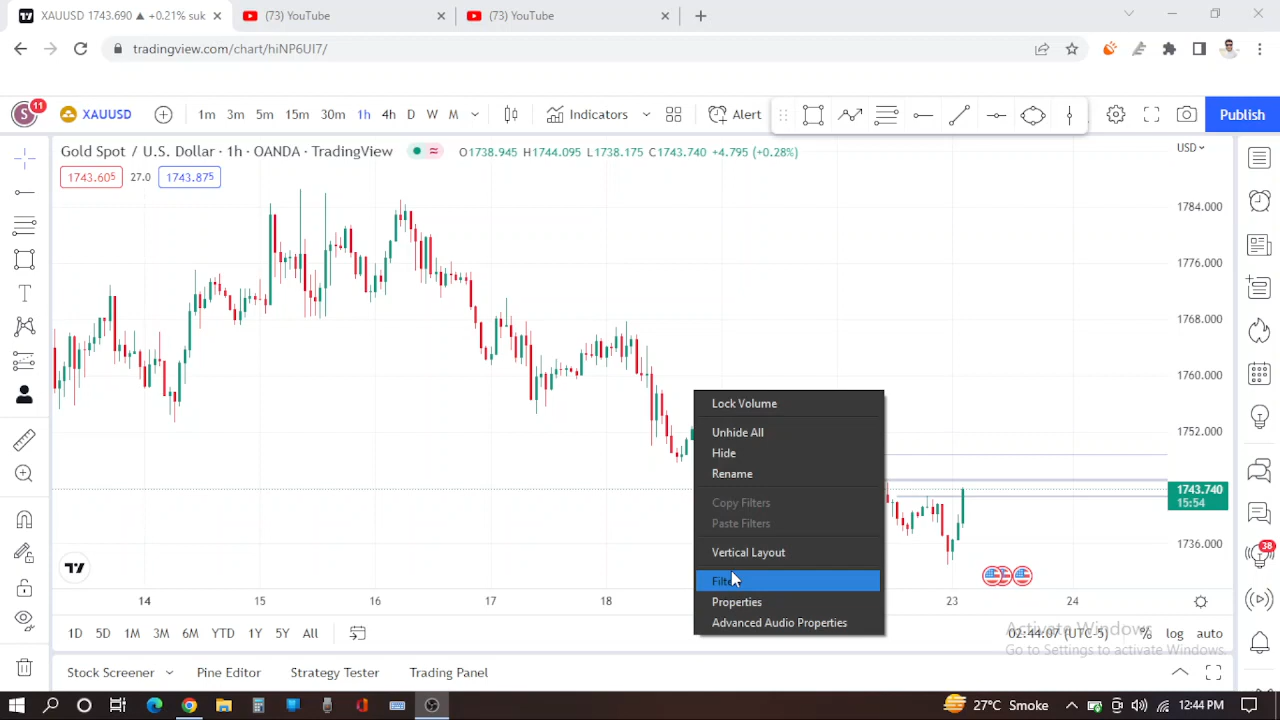 XAUUSD 1743.690 ▲ +0.21% suk
(73) YouTube
(73) YouTube
tradingview.com/chart/hiNP6UI7/
S 11
XAUUSD
1m 3m 5m 15m 30m 1h 4h D W M
Indicators
Alert
Publish
Gold Spot / U.S. Dollar · 1h · OANDA · TradingView
O1738.945 H1744.095 L1738.175 C1743.740 +4.795 (+0.28%)
USD
1743.605 27.0 1743.875
1784.000
1776.000
1768.000
1760.000
1752.000
1743.740
15:54
1736.000
Lock Volume
Unhide All
Hide
Rename
Copy Filters
Paste Filters
Vertical Layout
Properties
Advanced Audio Properties
38
14 15 16 17 18 23 24
1D 5D 1M 3M 6M YTD 1Y 5Y All
02:44:07 (UTC-5) % log auto
Activate Windows
Go to Settings to activate Windows.
Stock Screener Pine Editor Strategy Tester Trading Panel
27°C Smoke
12:44 PM